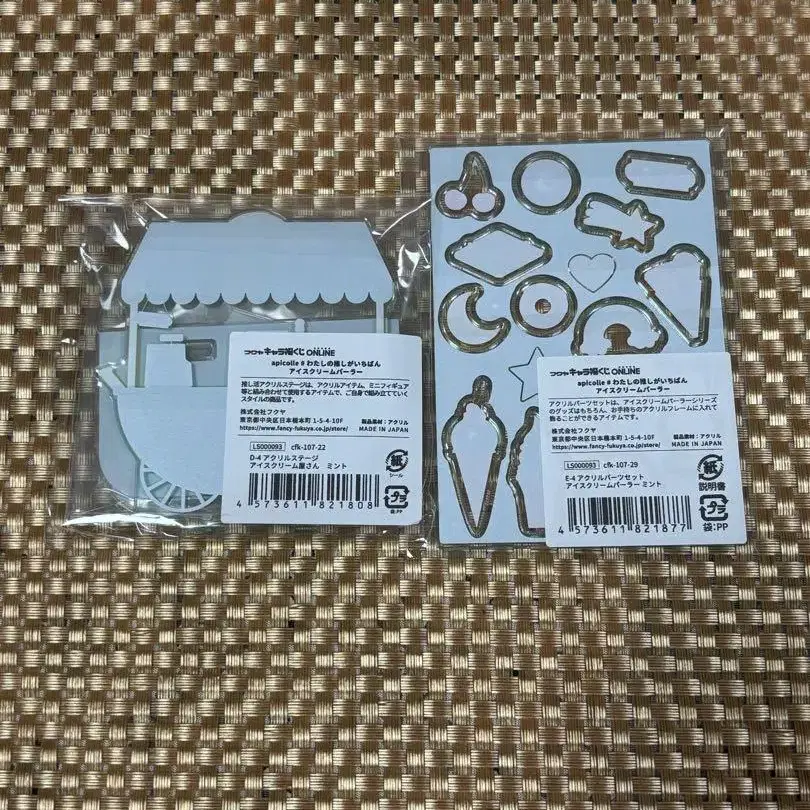 フクヤ キャラ福くじ ONLINE
apicolle # わたしの推しがいちばん
アイスクリームパーラー
推し活アクリルステージは、アクリルアイテム、ミニフィギュア
等と組み合わせて使用するアイテムで、ご自身で組み立てていく
スタイルの商品です。
株式会社フクヤ
東京都中央区日本橋本町 1-5-4-10F
https://www.fancy-fukuya.co.jp/store/
製品素材：アクリル
MADE IN JAPAN
LS000093 cfk-107-22
D-4 アクリルステージ
アイスクリーム屋さん ミント
4 573611 821808
紙
シール
プラ
袋:PP
フクヤ キャラ福くじ ONLINE
apicolle # わたしの推しがいちばん
アイスクリームパーラー
アクリルパーツセットは、アイスクリームパーラーシリーズ
のグッズはもちろん、お手持ちのアクリルフレームに入れて
飾ることができるアイテムです。
株式会社フクヤ
東京都中央区日本橋本町 1-5-4-10F
https://www.fancy-fukuya.co.jp/store/
製品素材：アクリル
MADE IN JAPAN
LS000093 cfk-107-29
E-4 アクリルパーツセット
アイスクリームパーラー ミント
4 573611 821877
紙
説明書
プラ
袋:PP